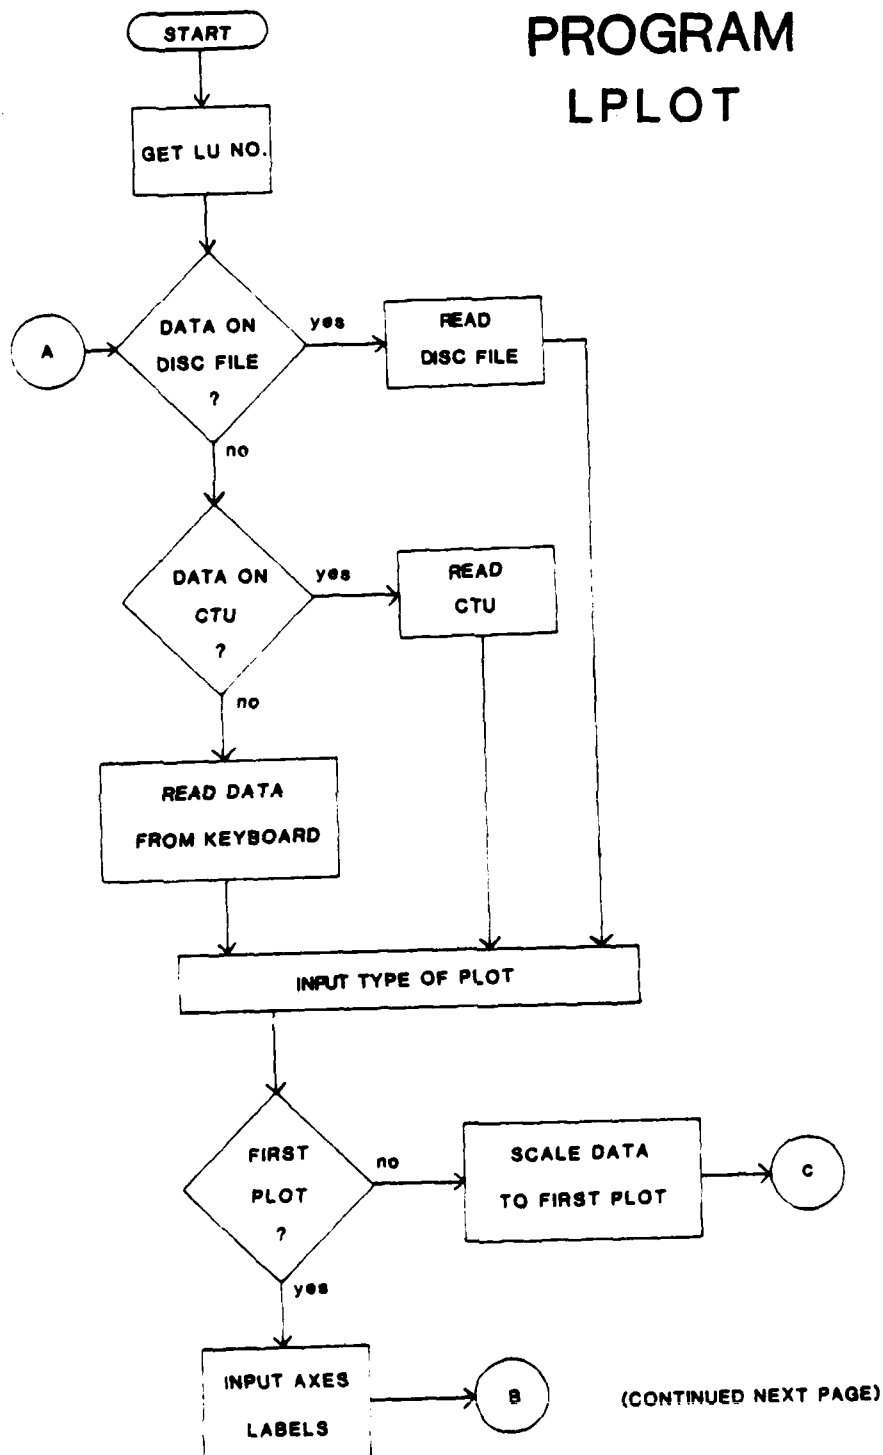 PROGRAM
LPLOT
START
GET LU NO.
A
DATA ON
DISC FILE
?
yes
READ
DISC FILE
no
DATA ON
CTU
?
yes
READ
CTU
no
READ DATA
FROM KEYBOARD
INPUT TYPE OF PLOT
FIRST
PLOT
?
no
SCALE DATA
TO FIRST PLOT
C
yes
INPUT AXES
LABELS
B
(CONTINUED NEXT PAGE)